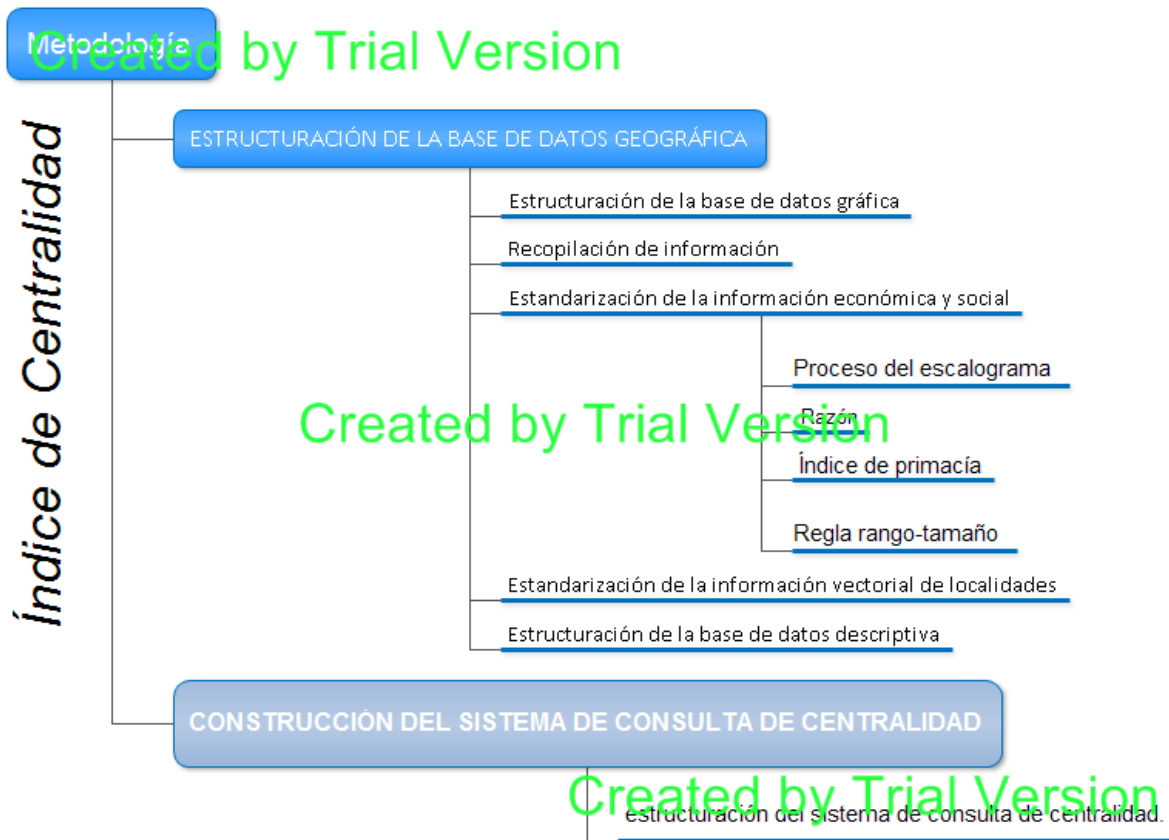 Metodología
Created by Trial Version
Índice de Centralidad
ESTRUCTURACIÓN DE LA BASE DE DATOS GEOGRÁFICA
Estructuración de la base de datos gráfica
Recopilación de información
Estandarización de la información económica y social
Proceso del escalograma
Created by Trial Version
Razón
Índice de primacía
Regla rango-tamaño
Estandarización de la información vectorial de localidades
Estructuración de la base de datos descriptiva
CONSTRUCCIÓN DEL SISTEMA DE CONSULTA DE CENTRALIDAD
Created by Trial Version
estructuración del sistema de consulta de centralidad.